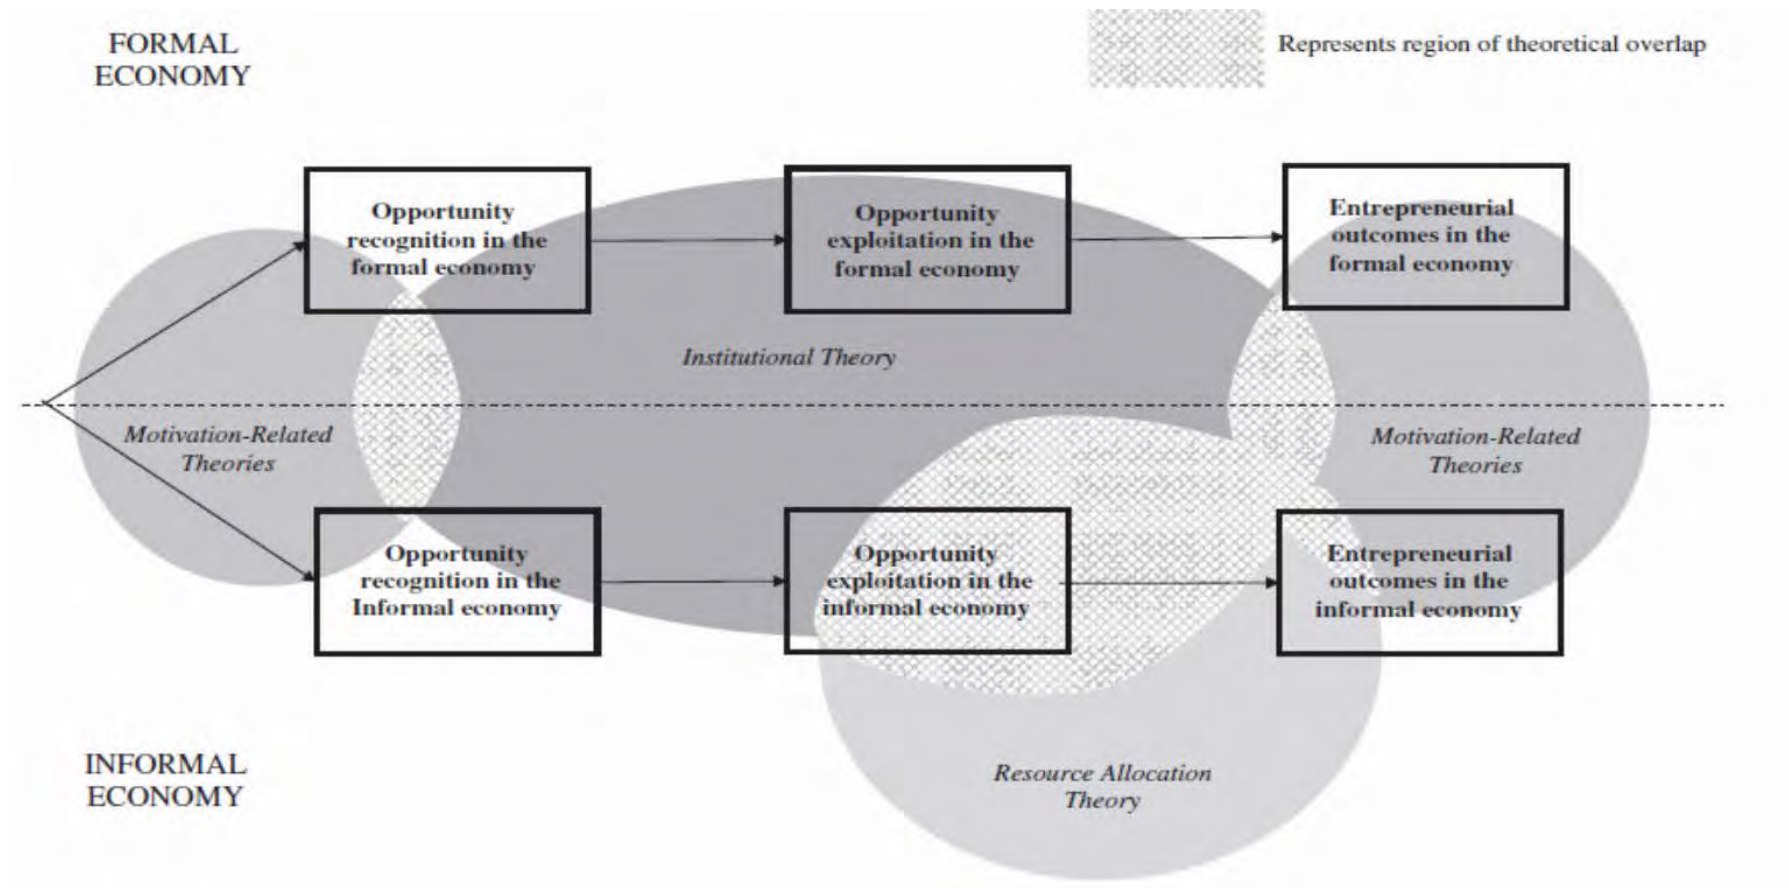 FORMAL
ECONOMY
Represents region of theoretical overlap
Opportunity
recognition in the
formal economy
Opportunity
exploitation in the
formal economy
Entrepreneurial
outcomes in the
formal economy
Institutional Theory
Motivation-Related
Theories
Motivation-Related
Theories
Opportunity
recognition in the
Informal economy
Opportunity
exploitation in the
informal economy
Entrepreneurial
outcomes in the
informal economy
INFORMAL
ECONOMY
Resource Allocation
Theory